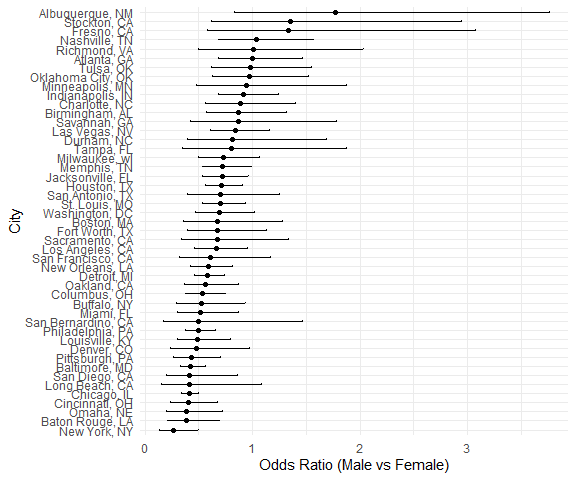 Albuquerque, NM
Stockton, CA
Fresno, CA
Nashville, TN
Richmond, VA
Atlanta, GA
Tulsa, OK
Oklahoma City, OK
Minneapolis, MN
Indianapolis, IN
Charlotte, NC
Birmingham, AL
Savannah, GA
Las Vegas, NV
Durham, NC
Tampa, FL
Milwaukee, wI
Memphis, TN
Jacksonville, FL
Houston, TX
San Antonio, TX
St. Louis, MO
Washington, DC
Boston, MA
Fort Worth, TX
Sacramento, CA
Los Angeles, CA
San Francisco, CA
New Orleans, LA
Detroit, MI
Oakland, CA
Columbus, OH
Buffalo, NY
Miami, FL
San Bernardino, CA
Philadelphia, PA
Louisville, KY
Denver, CO
Pittsburgh, PA
Baltimore, MD
San Diego, CA
Long Beach, CA
Chicago, IL
Cincinnati, OH
Omaha, NE
Baton Rouge, LA
New York, NY
City
0 1 2 3
Odds Ratio (Male vs Female)